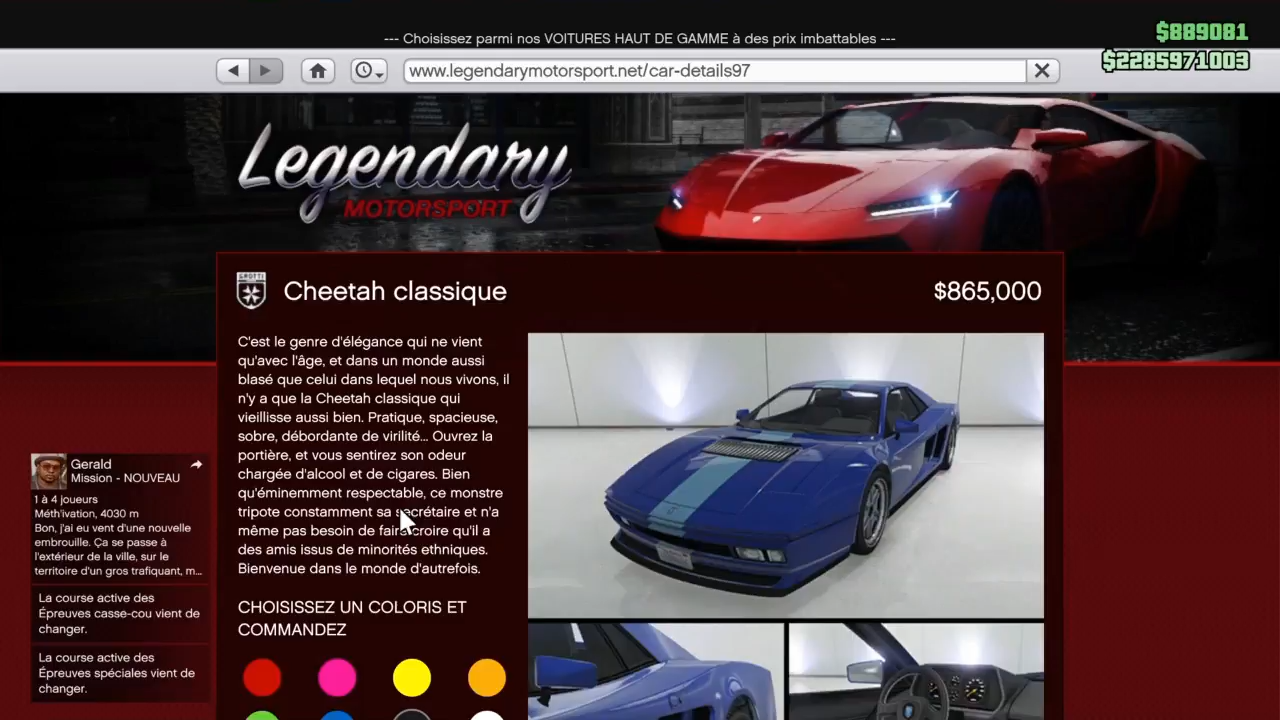 --- Choisissez parmi nos VOITURES HAUT DE GAMME à des prix imbattables ---
$889081
$2285971003
www.legendarymotorsport.net/car-details97
Legendary
MOTORSPORT
GROTTI
Cheetah classique
$865,000
C'est le genre d'élégance qui ne vient
qu'avec l'âge, et dans un monde aussi
blasé que celui dans lequel nous vivons, il
n'y a que la Cheetah classique qui
vieillisse aussi bien. Pratique, spacieuse,
sobre, débordante de virilité... Ouvrez la
portière, et vous sentirez son odeur
chargée d'alcool et de cigares. Bien
qu'éminemment respectable, ce monstre
tripote constamment sa secrétaire et n'a
même pas besoin de faire croire qu'il a
des amis issus de minorités ethniques.
Bienvenue dans le monde d'autrefois.
CHOISISSEZ UN COLORIS ET
COMMANDEZ
Gerald
Mission - NOUVEAU
1 à 4 joueurs
Méth'ivation, 4030 m
Bon, j'ai eu vent d'une nouvelle
embrouille. Ça se passe à
l'extérieur de la ville, sur le
territoire d'un gros trafiquant, m...
La course active des
Épreuves casse-cou vient de
changer.
La course active des
Épreuves spéciales vient de
changer.